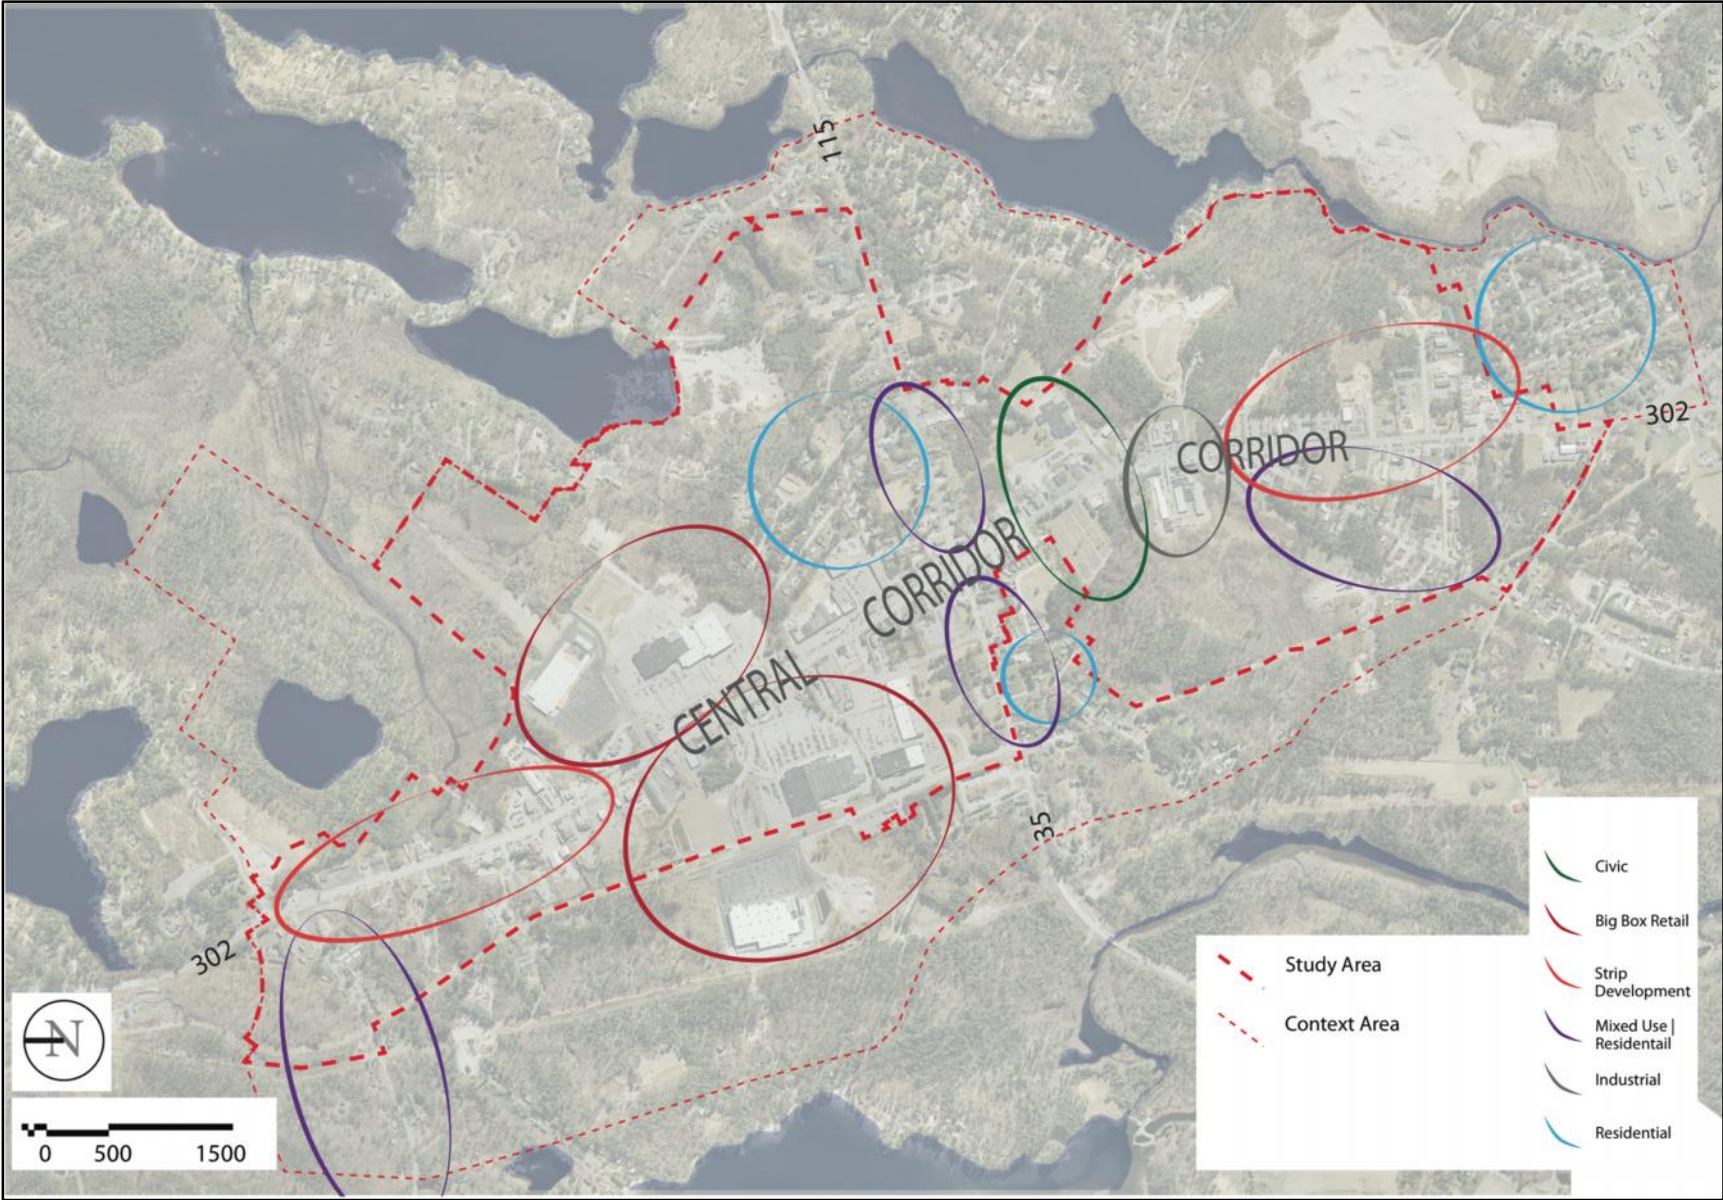 115
302
CORRIDOR
CORRIDOR
CENTRAL
35
302
N
0 500 1500
Study Area
Context Area
Civic
Big Box Retail
Strip
Development
Mixed Use |
Residentail
Industrial
Residential